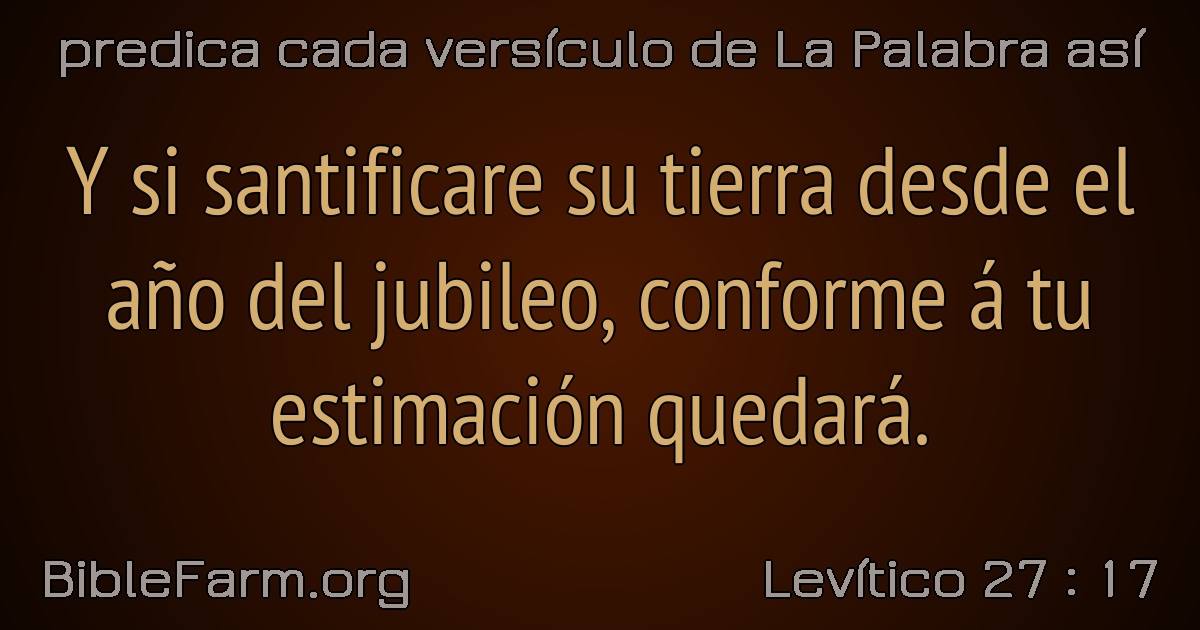 predica cada versículo de La Palabra así
Y si santificare su tierra desde el
año del jubileo, conforme á tu
estimación quedará.
BibleFarm.org
Levítico 27 : 17